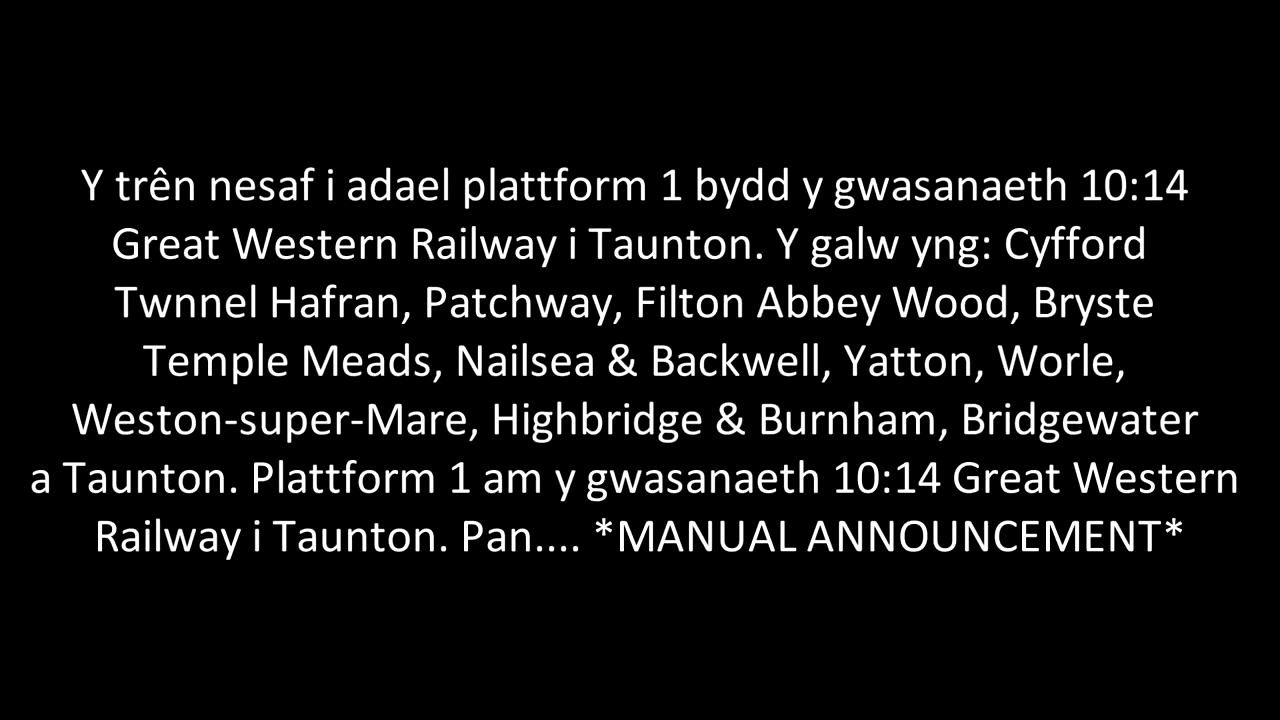 Y trên nesaf i adael plattform 1 bydd y gwasanaeth 10:14
Great Western Railway i Taunton. Y galw yng: Cyfford
Twnnel Hafran, Patchway, Filton Abbey Wood, Bryste
Temple Meads, Nailsea & Backwell, Yatton, Worle,
Weston-super-Mare, Highbridge & Burnham, Bridgewater
a Taunton. Plattform 1 am y gwasanaeth 10:14 Great Western
Railway i Taunton. Pan.... *MANUAL ANNOUNCEMENT*